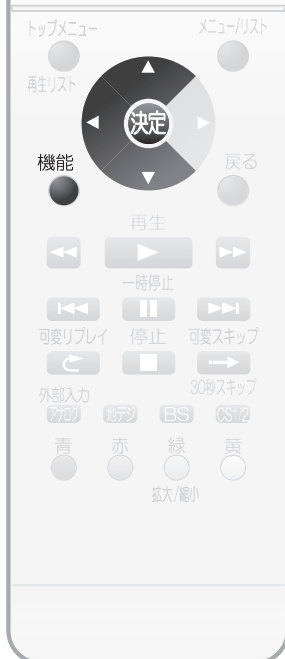 トップメニュー メニュー/リスト
再生リスト
決定
機能 戻る
再生
一時停止
可変リプレイ 停止 可変スキップ
外部入力 30秒スキップ
アナログ 地デジ BS CS1/2
青 赤 緑 黄
拡大/縮小